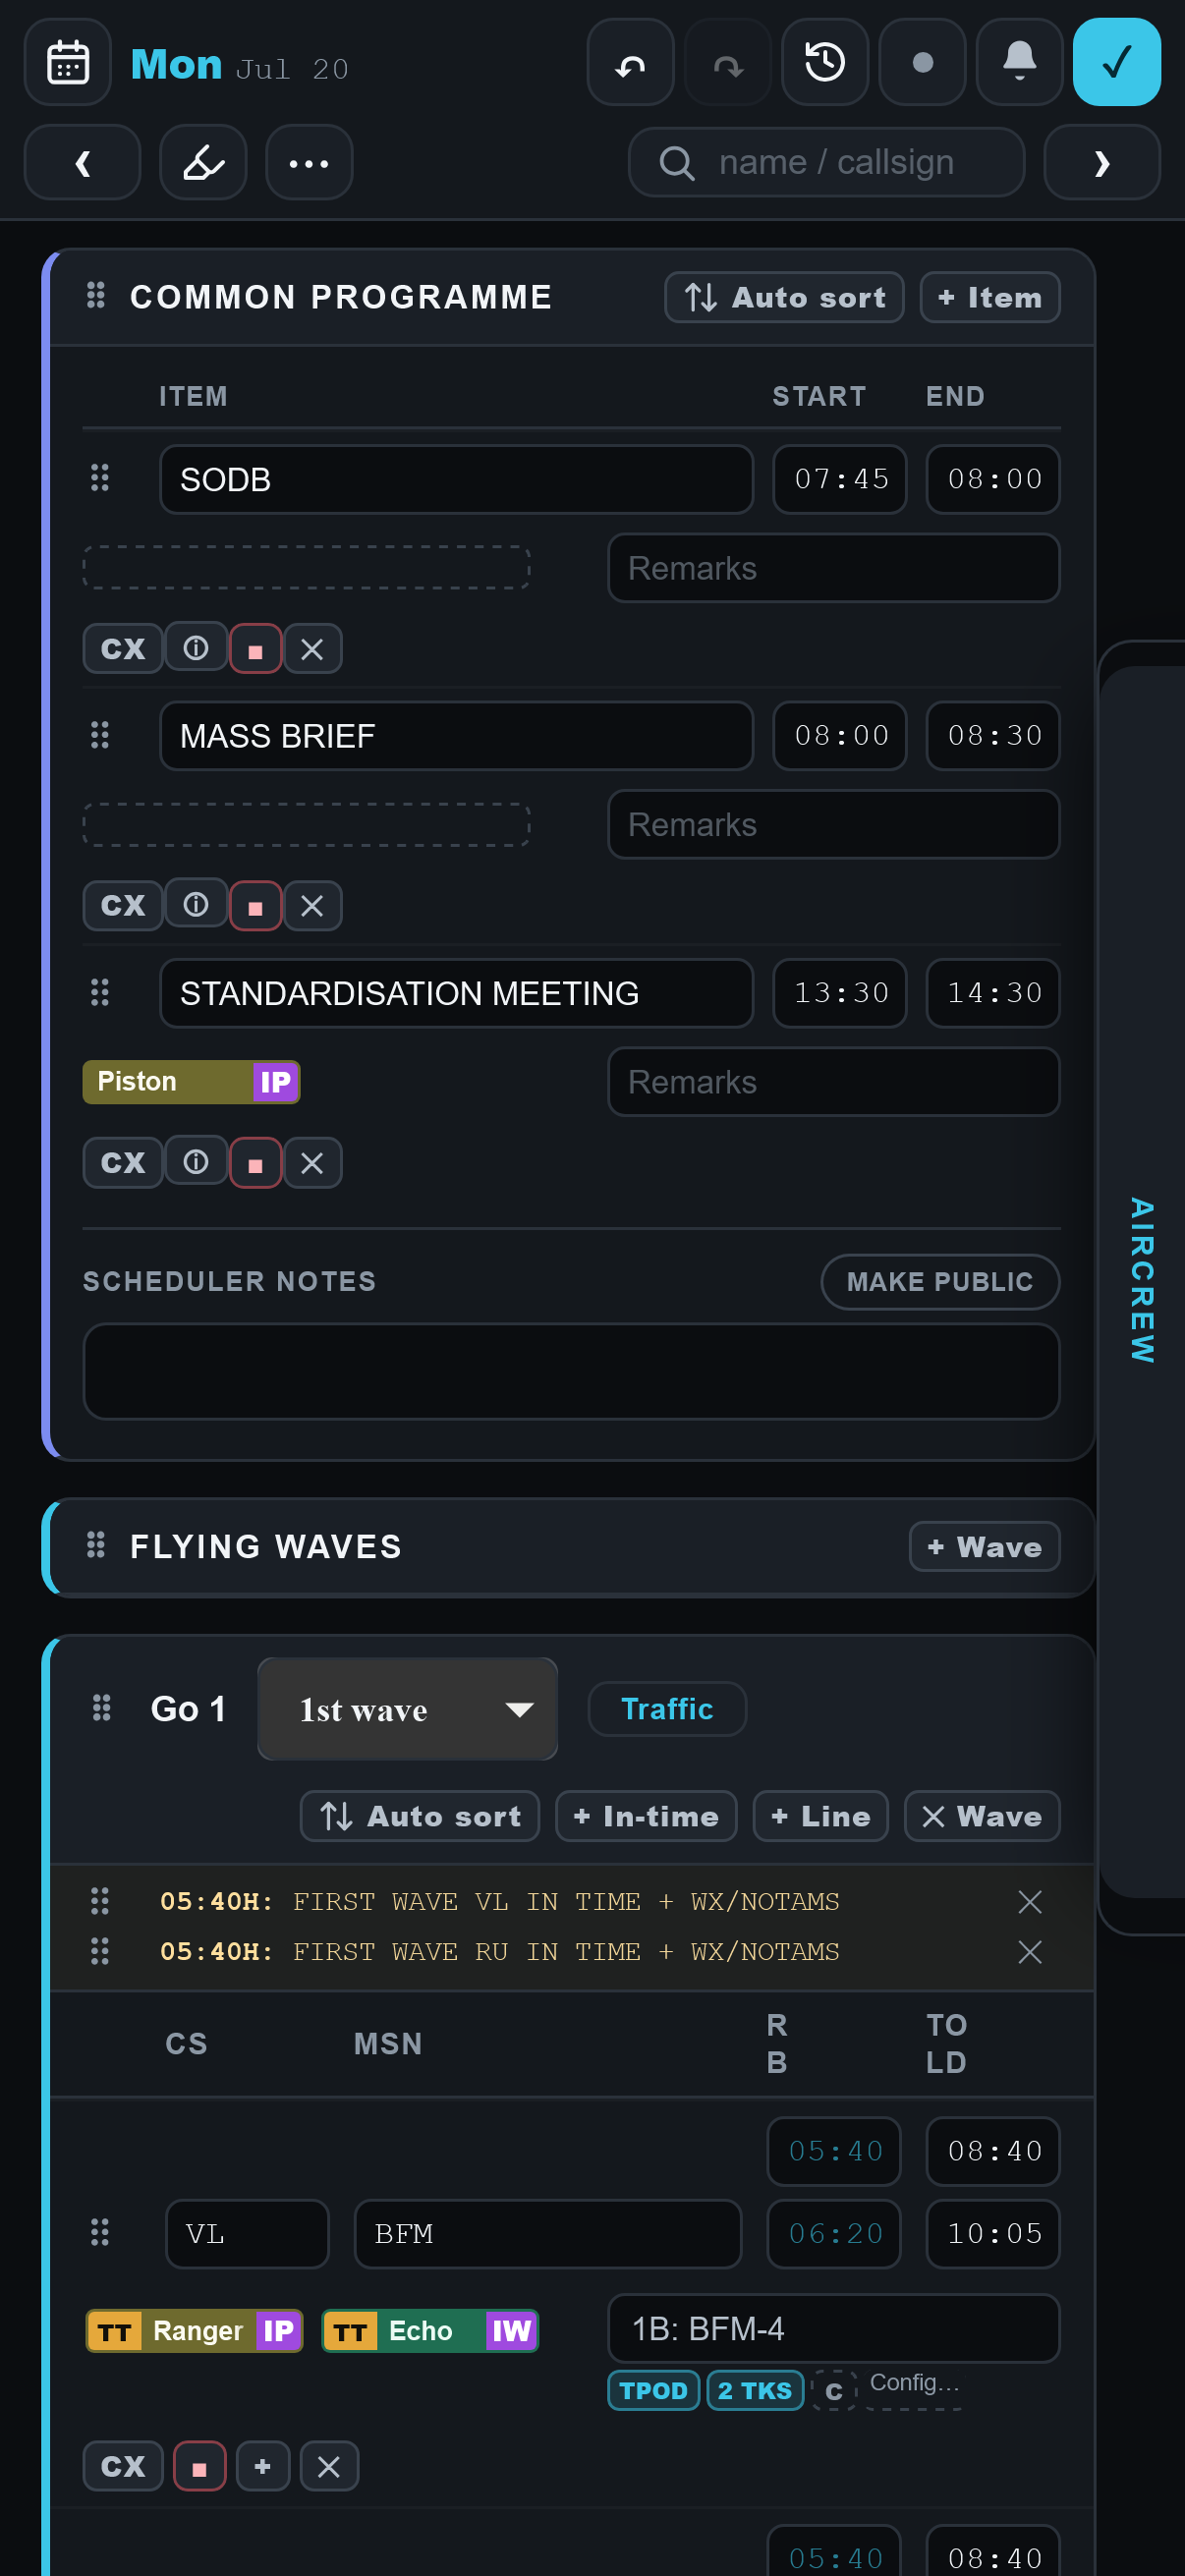 Mon Jul 20
name / callsign
COMMON PROGRAMME Auto sort + Item
ITEM START END
SODB 07:45 08:00
Remarks
CX
MASS BRIEF 08:00 08:30
Remarks
CX
STANDARDISATION MEETING 13:30 14:30
Piston IP Remarks
CX
SCHEDULER NOTES MAKE PUBLIC
AIRCREW
FLYING WAVES + Wave
Go 1 1st wave Traffic
Auto sort + In-time + Line × Wave
05:40H: FIRST WAVE VL IN TIME + WX/NOTAMS
05:40H: FIRST WAVE RU IN TIME + WX/NOTAMS
CS MSN R TO
B LD
05:40 08:40
VL BFM 06:20 10:05
TT Ranger IP TT Echo IW 1B: BFM-4
TPOD 2 TKS C Config...
CX +
05:40 08:40